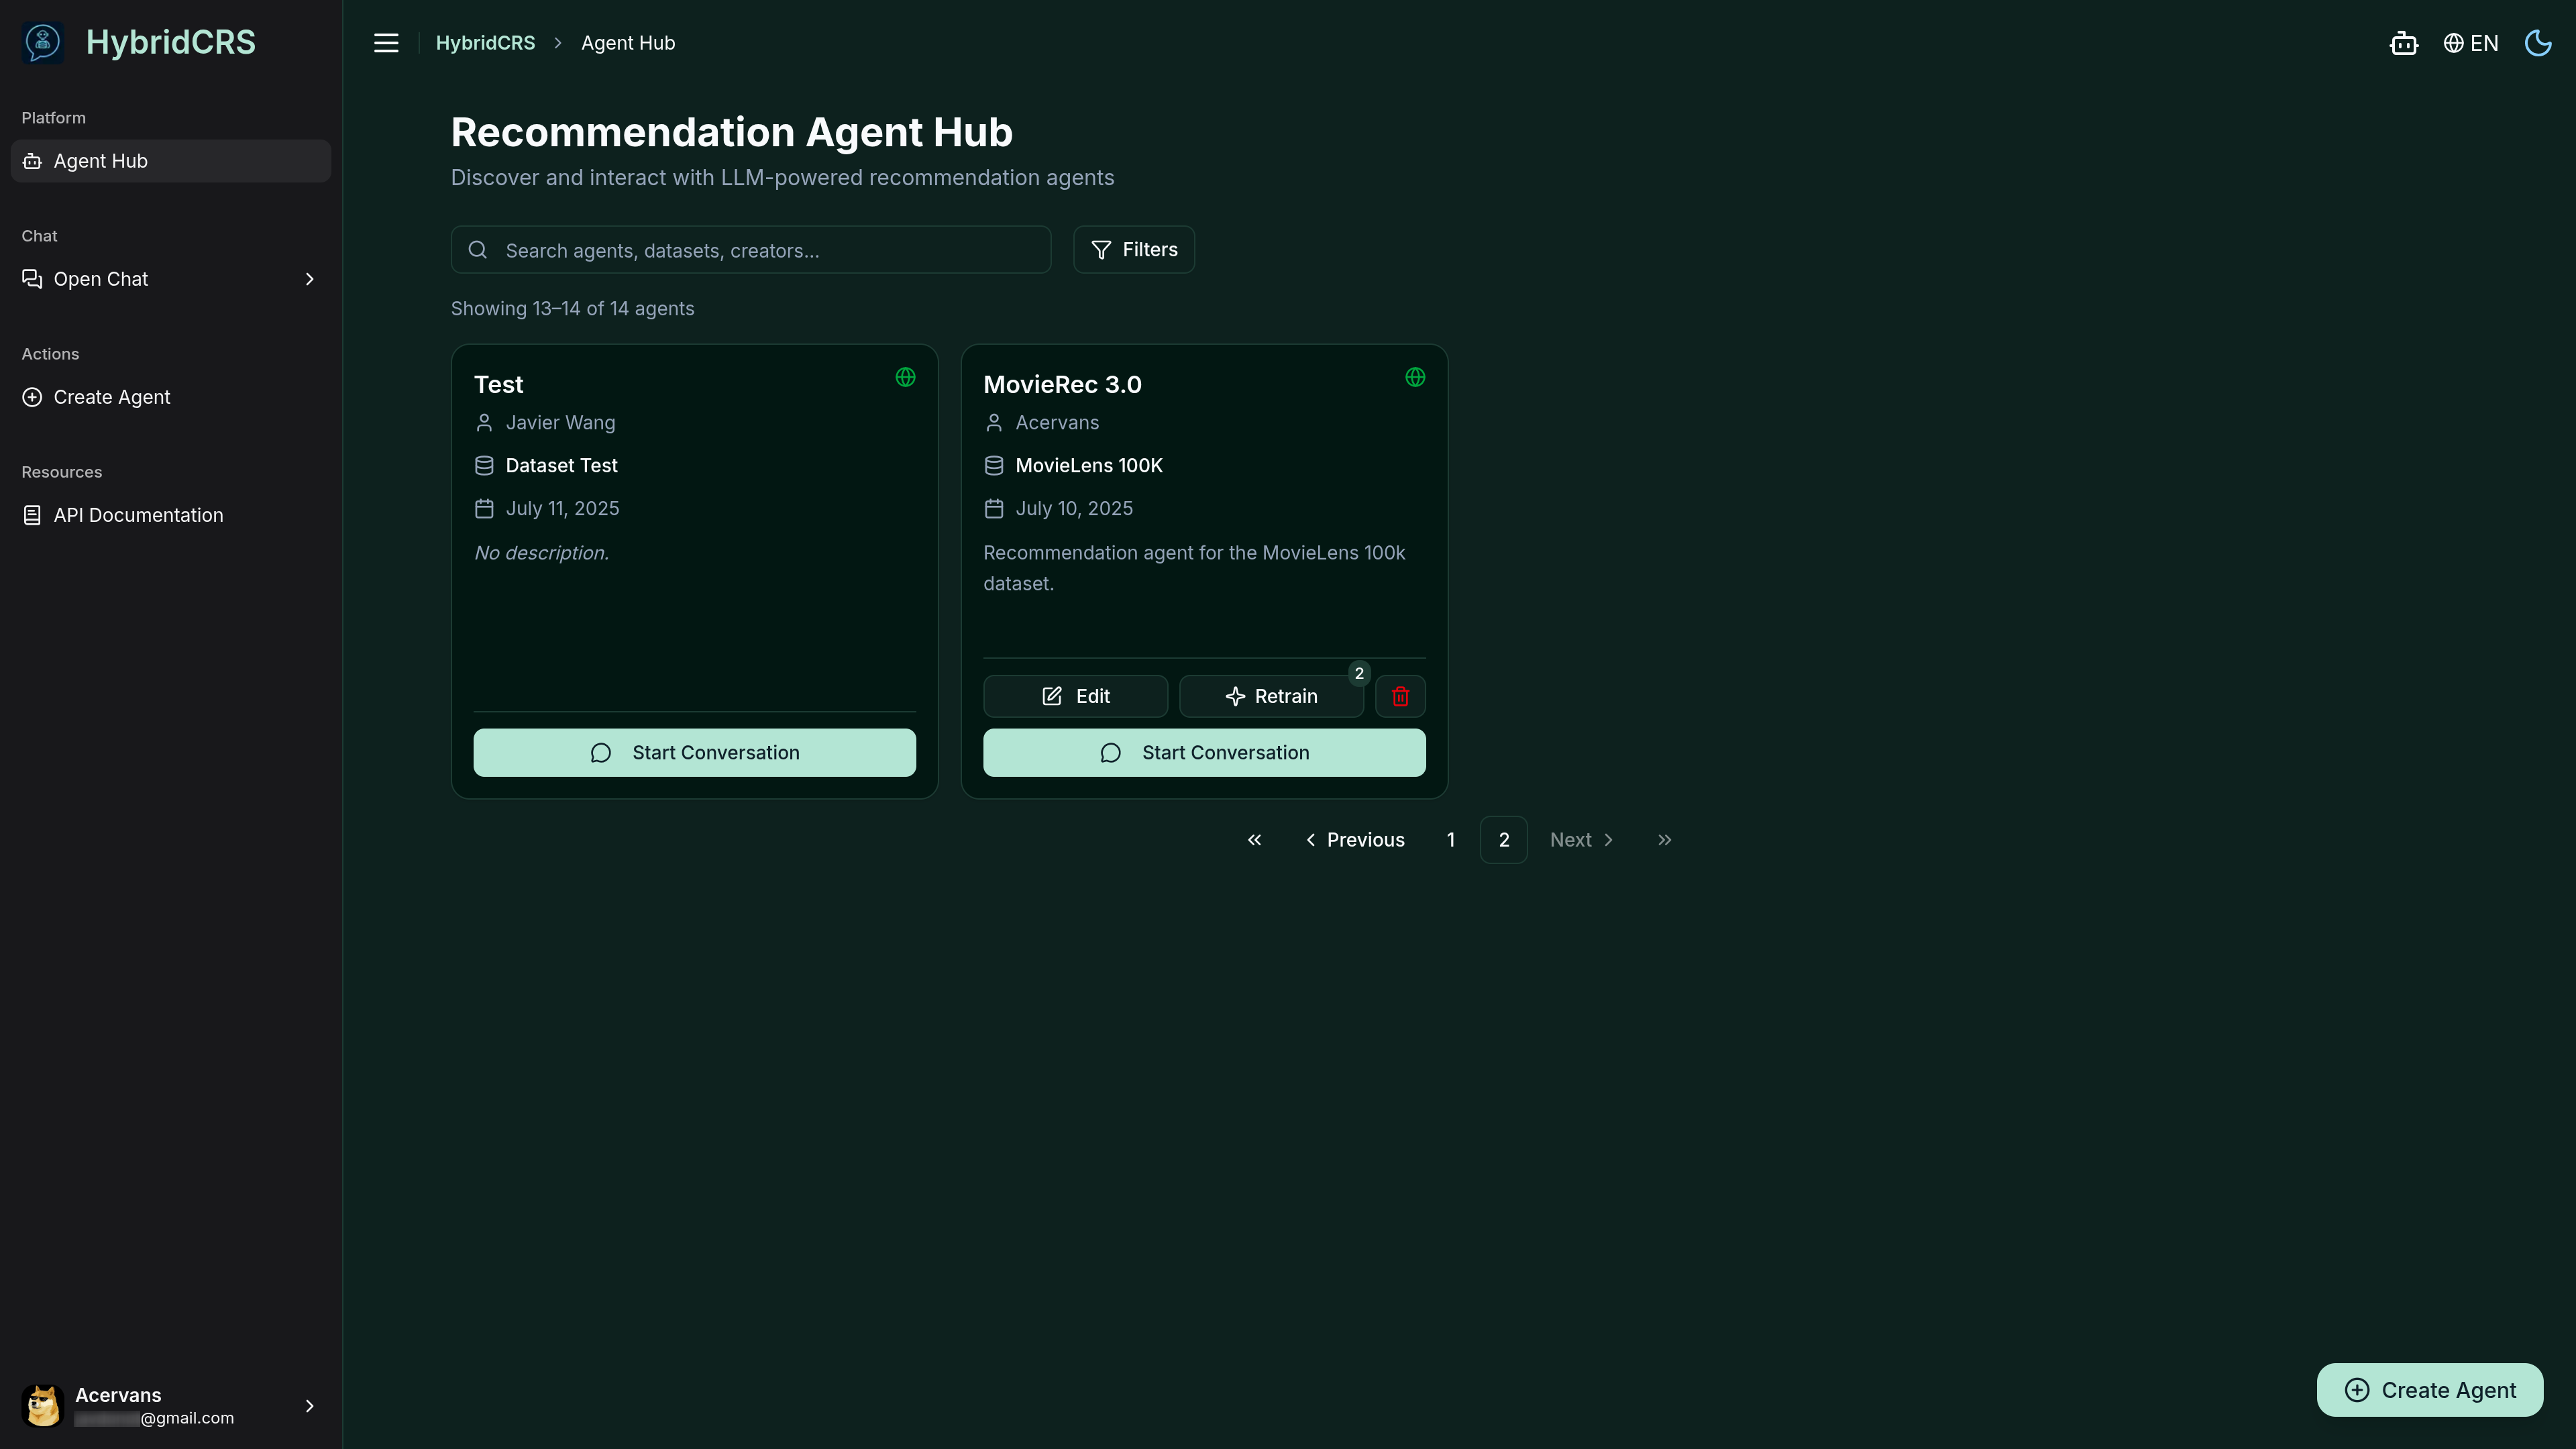 HybridCRS
Platform
Agent Hub
Chat
Open Chat
Actions
Create Agent
Resources
API Documentation
Acervans
@gmail.com
HybridCRS > Agent Hub
EN
Recommendation Agent Hub
Discover and interact with LLM-powered recommendation agents
Search agents, datasets, creators...
Filters
Showing 13–14 of 14 agents
Test
Javier Wang
Dataset Test
July 11, 2025
No description.
Start Conversation
MovieRec 3.0
Acervans
MovieLens 100K
July 10, 2025
Recommendation agent for the MovieLens 100k
dataset.
Edit
Retrain
2
Start Conversation
Previous 1 2 Next
Create Agent